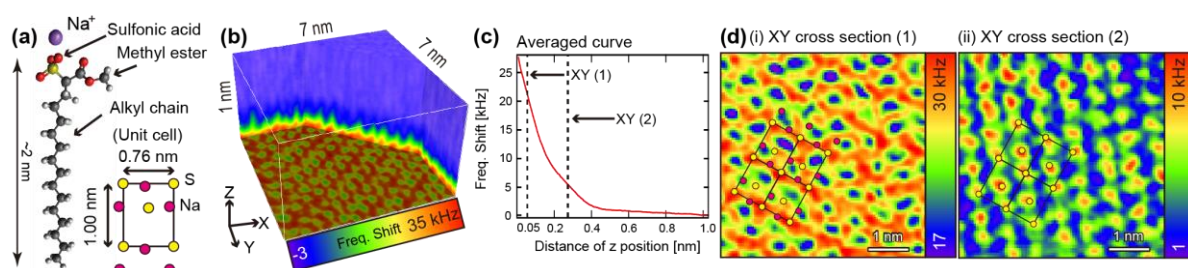 (a)
Na⁺
Sulfonic acid
Methyl ester
Alkyl chain
~2 nm
(Unit cell)
0.76 nm
S
Na
1.00 nm
(b)
7 nm
7 nm
1 nm
Z
X
Y
-3 Freq. Shift 35 kHz
(c)
Averaged curve
XY (1)
XY (2)
Freq. Shift [kHz]
25
20
15
10
5
0
0.05 0.2 0.4 0.6 0.8 1.0
Distance of z position [nm]
(d) (i) XY cross section (1)
30 kHz
17
1 nm
(ii) XY cross section (2)
10 kHz
1
1 nm